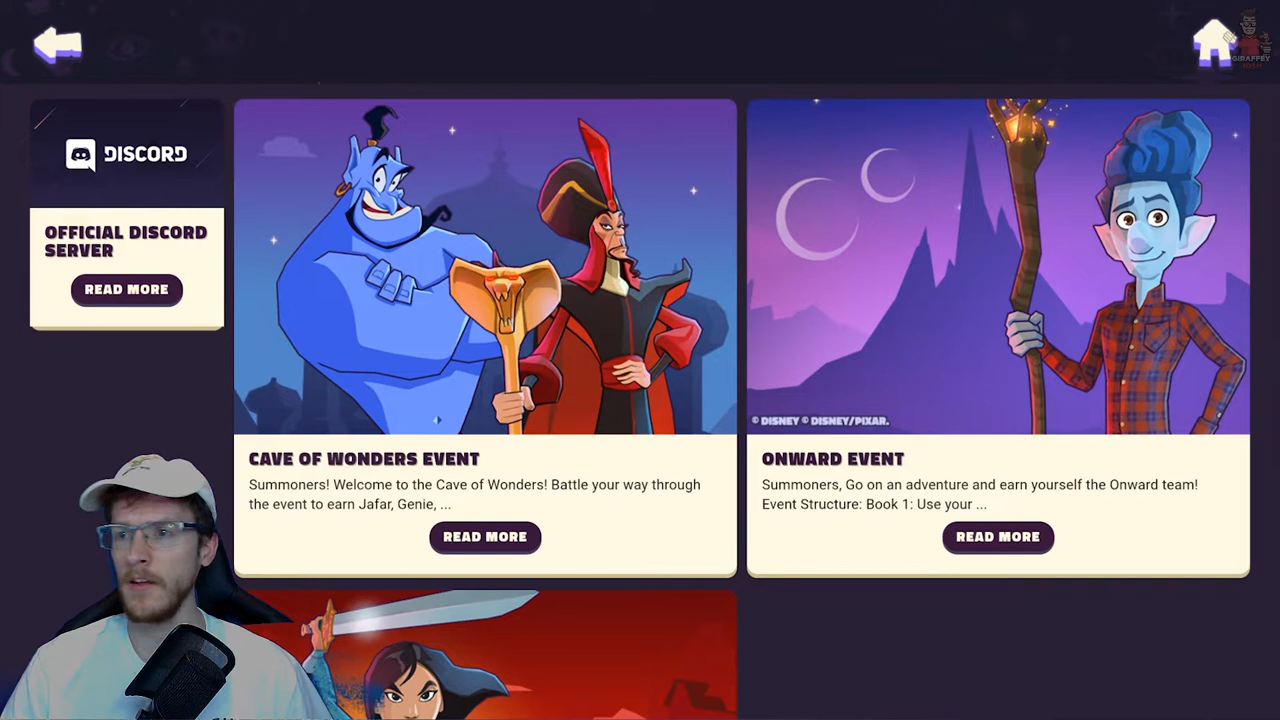 GIRAFFEY
DISCORD
OFFICIAL DISCORD
SERVER
READ MORE
CAVE OF WONDERS EVENT
Summoners! Welcome to the Cave of Wonders! Battle your way through
the event to earn Jafar, Genie, ...
READ MORE
© DISNEY © DISNEY/PIXAR.
ONWARD EVENT
Summoners, Go on an adventure and earn yourself the Onward team!
Event Structure: Book 1: Use your ...
READ MORE